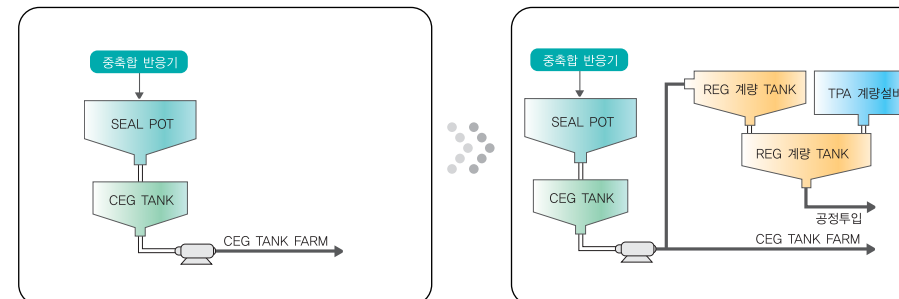 중축합 반응기
SEAL POT
CEG TANK
CEG TANK FARM
중축합 반응기
SEAL POT
CEG TANK
REG 계량 TANK
TPA 계량설비
REG 계량 TANK
공정투입
CEG TANK FARM